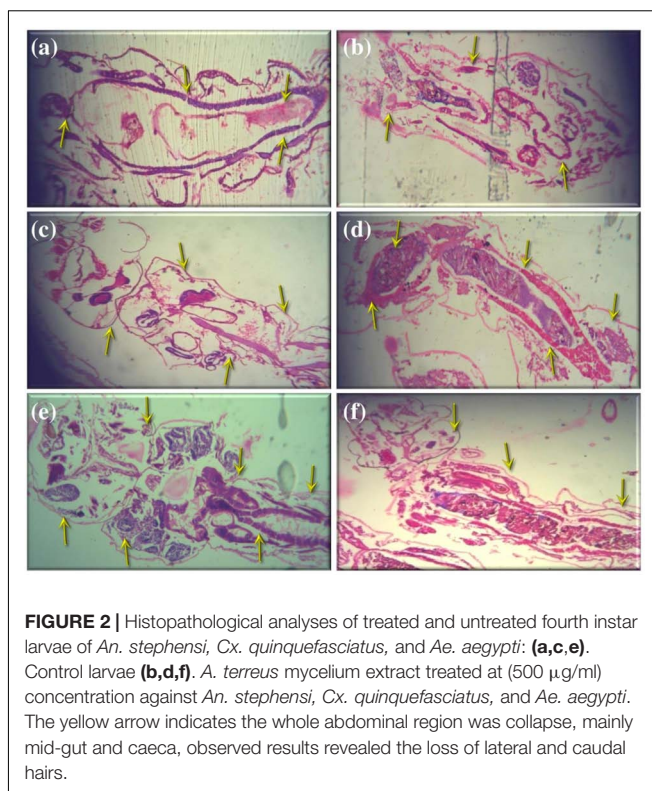 (a)
(b)
(c)
(d)
(e)
(f)
FIGURE 2 | Histopathological analyses of treated and untreated fourth instar
larvae of An. stephensi, Cx. quinquefasciatus, and Ae. aegypti: (a,c,e).
Control larvae (b,d,f). A. terreus mycelium extract treated at (500 μg/ml)
concentration against An. stephensi, Cx. quinquefasciatus, and Ae. aegypti.
The yellow arrow indicates the whole abdominal region was collapse, mainly
mid-gut and caeca, observed results revealed the loss of lateral and caudal
hairs.